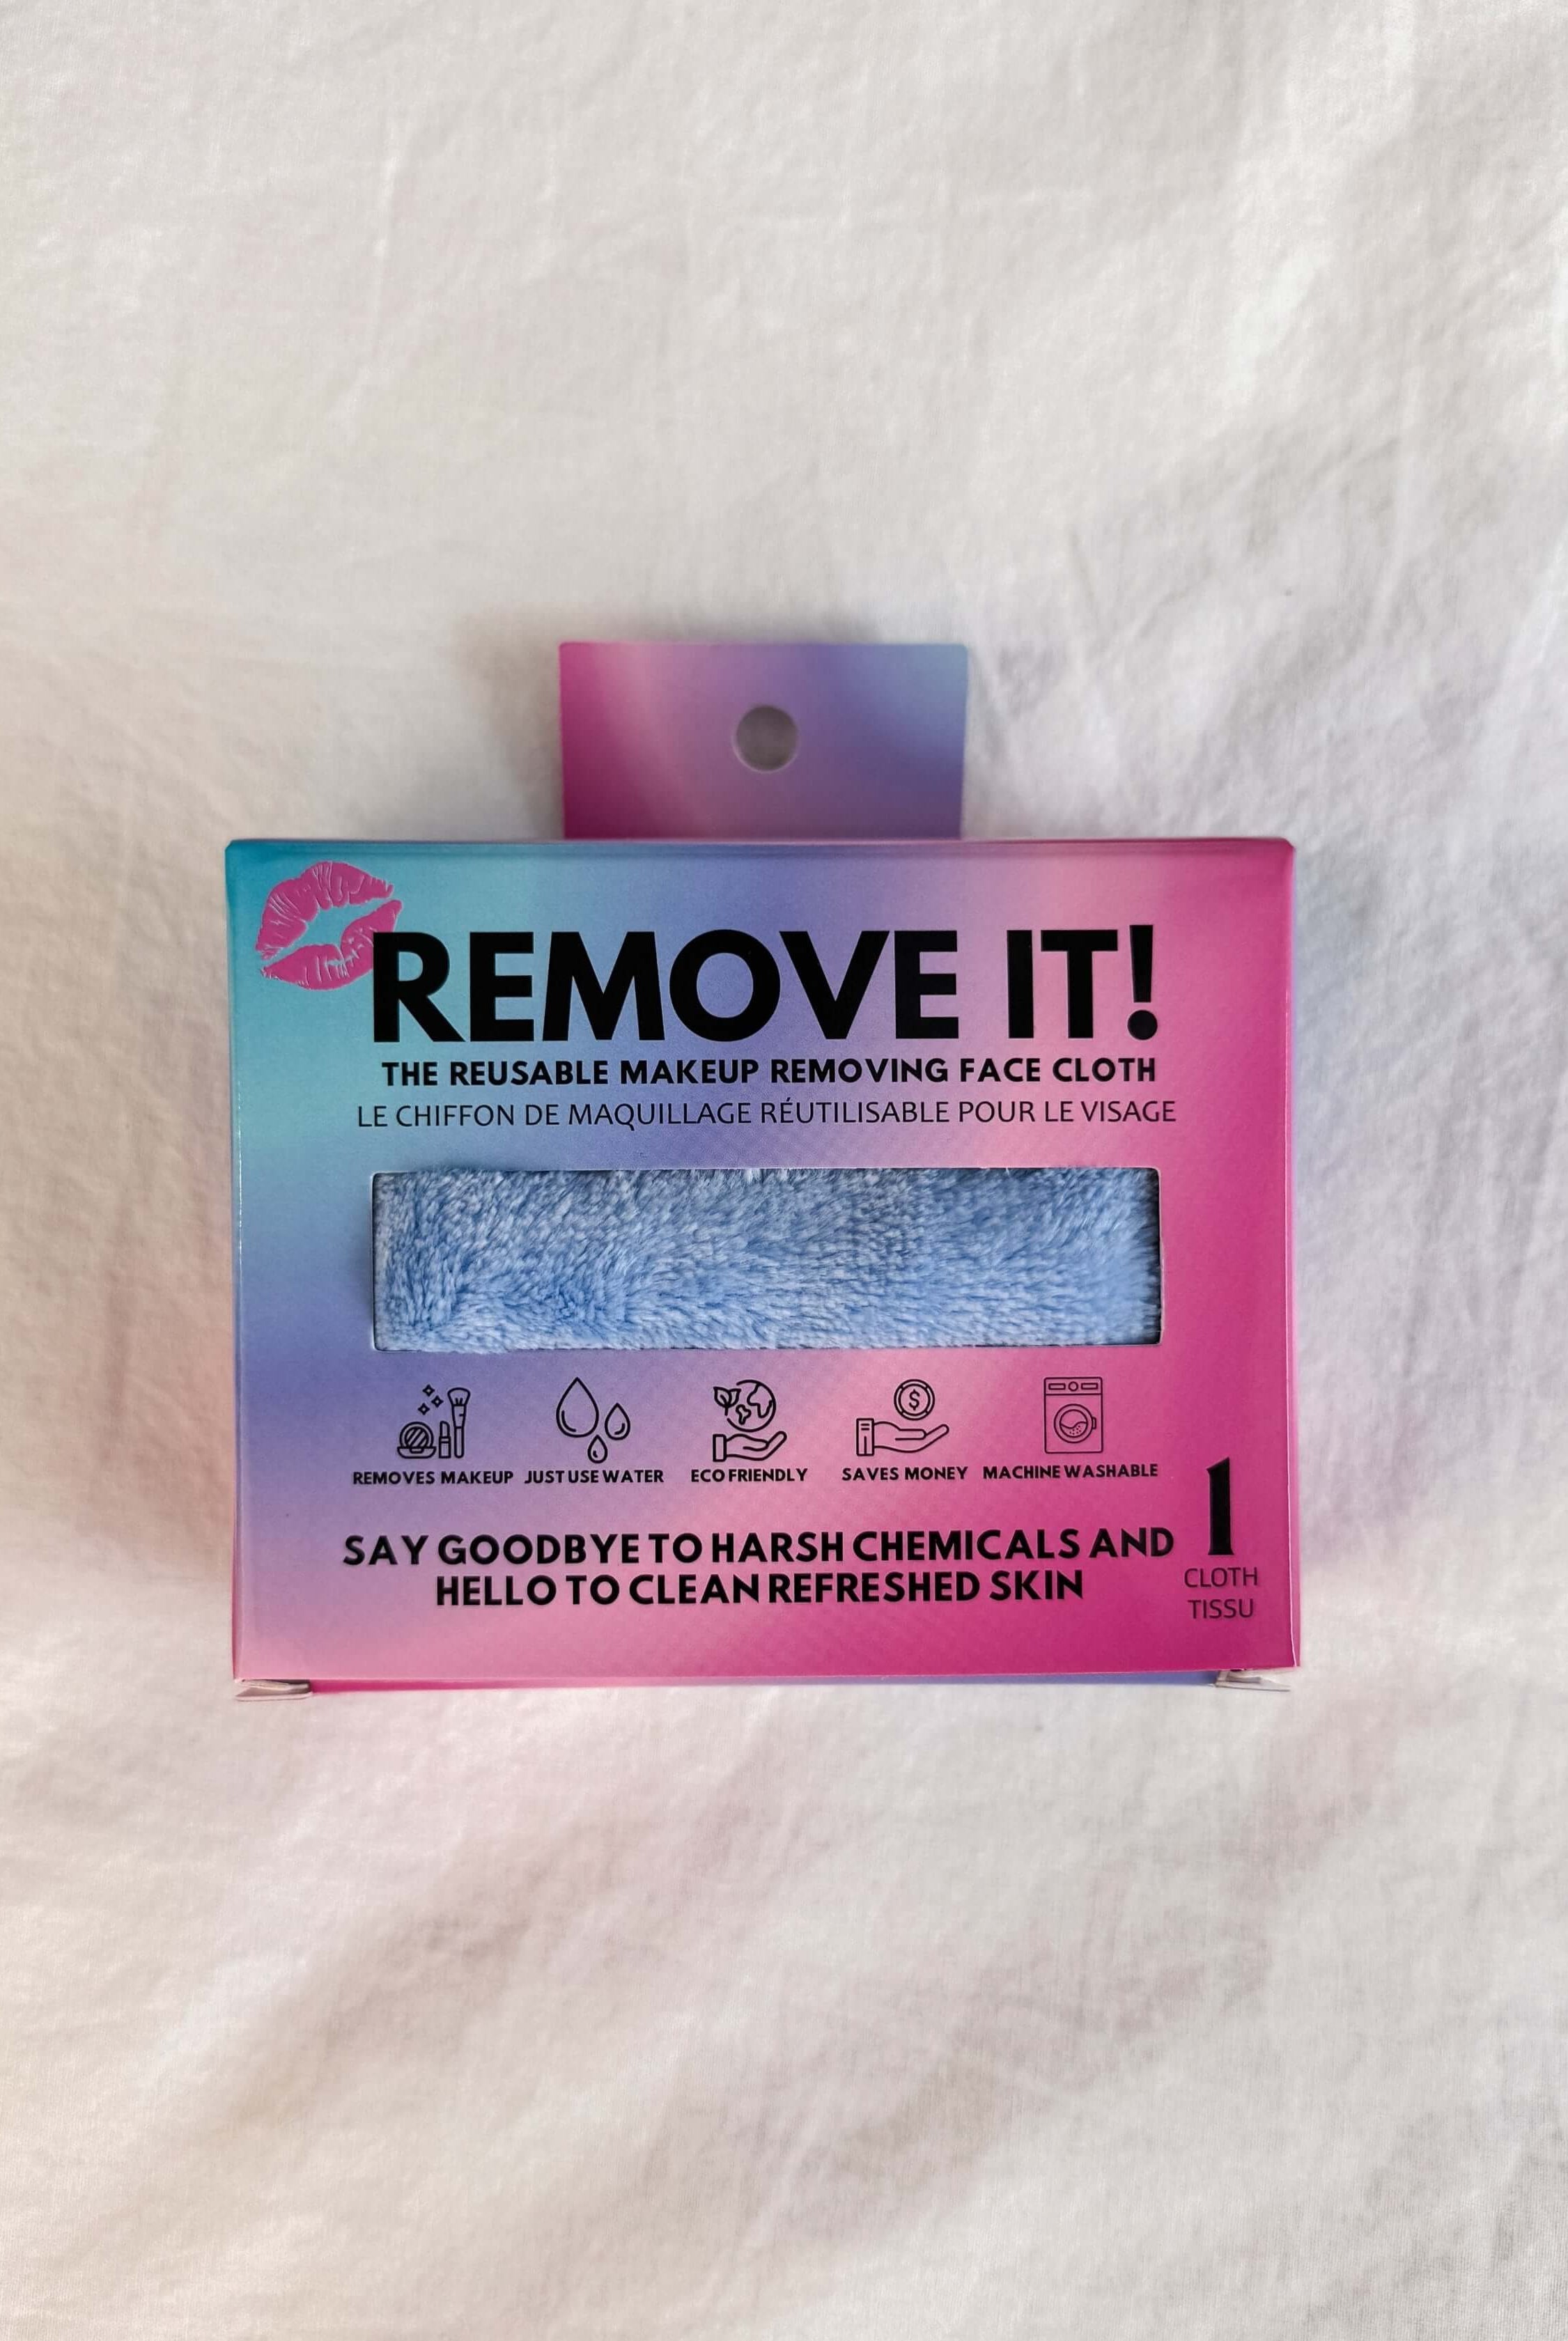 REMOVE IT!
THE REUSABLE MAKEUP REMOVING FACE CLOTH
LE CHIFFON DE MAQUILLAGE RÉUTILISABLE POUR LE VISAGE
$
REMOVES MAKEUP
JUST USE WATER
ECO FRIENDLY
SAVES MONEY
MACHINE WASHABLE
SAY GOODBYE TO HARSH CHEMICALS AND
HELLO TO CLEAN REFRESHED SKIN
1
CLOTH
TISSU